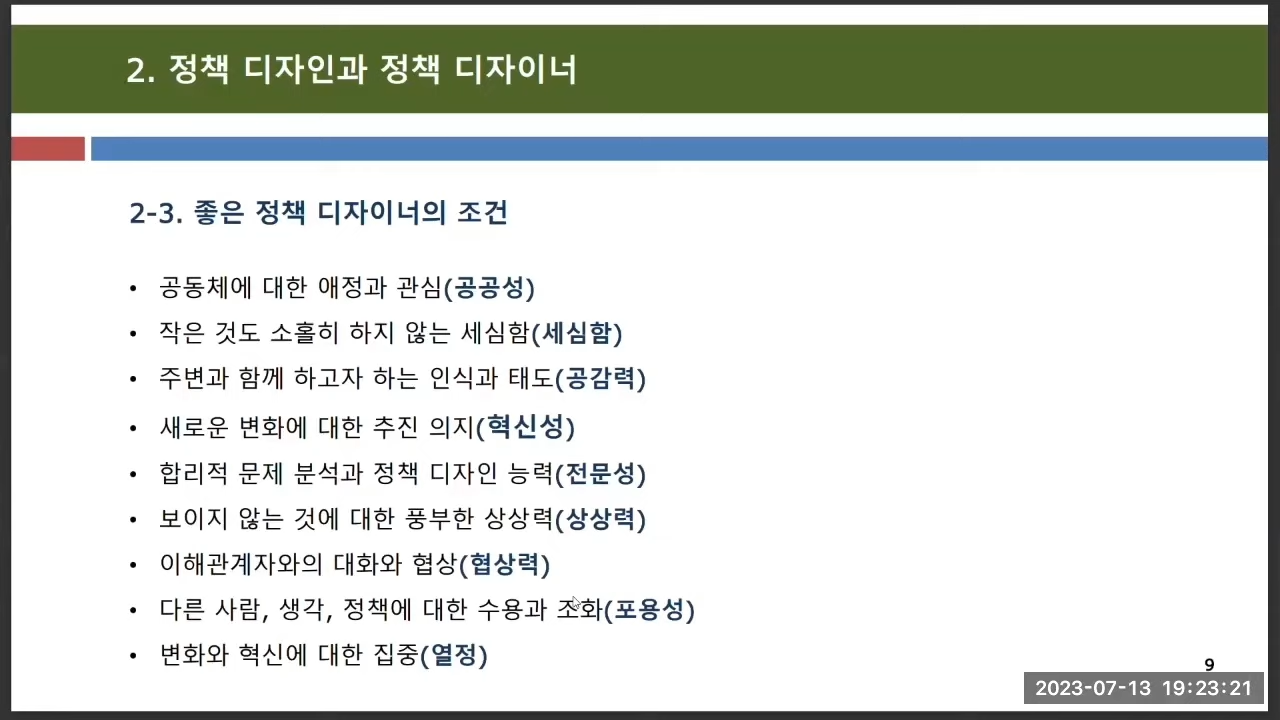 2. 정책 디자인과 정책 디자이너
2-3. 좋은 정책 디자이너의 조건
• 공동체에 대한 애정과 관심(공공성)
• 작은 것도 소홀히 하지 않는 세심함(세심함)
• 주변과 함께 하고자 하는 인식과 태도(공감력)
• 새로운 변화에 대한 추진 의지(혁신성)
• 합리적 문제 분석과 정책 디자인 능력(전문성)
• 보이지 않는 것에 대한 풍부한 상상력(상상력)
• 이해관계자와의 대화와 협상(협상력)
• 다른 사람, 생각, 정책에 대한 수용과 조화(포용성)
• 변화와 혁신에 대한 집중(열정)
9
2023-07-13 19:23:21